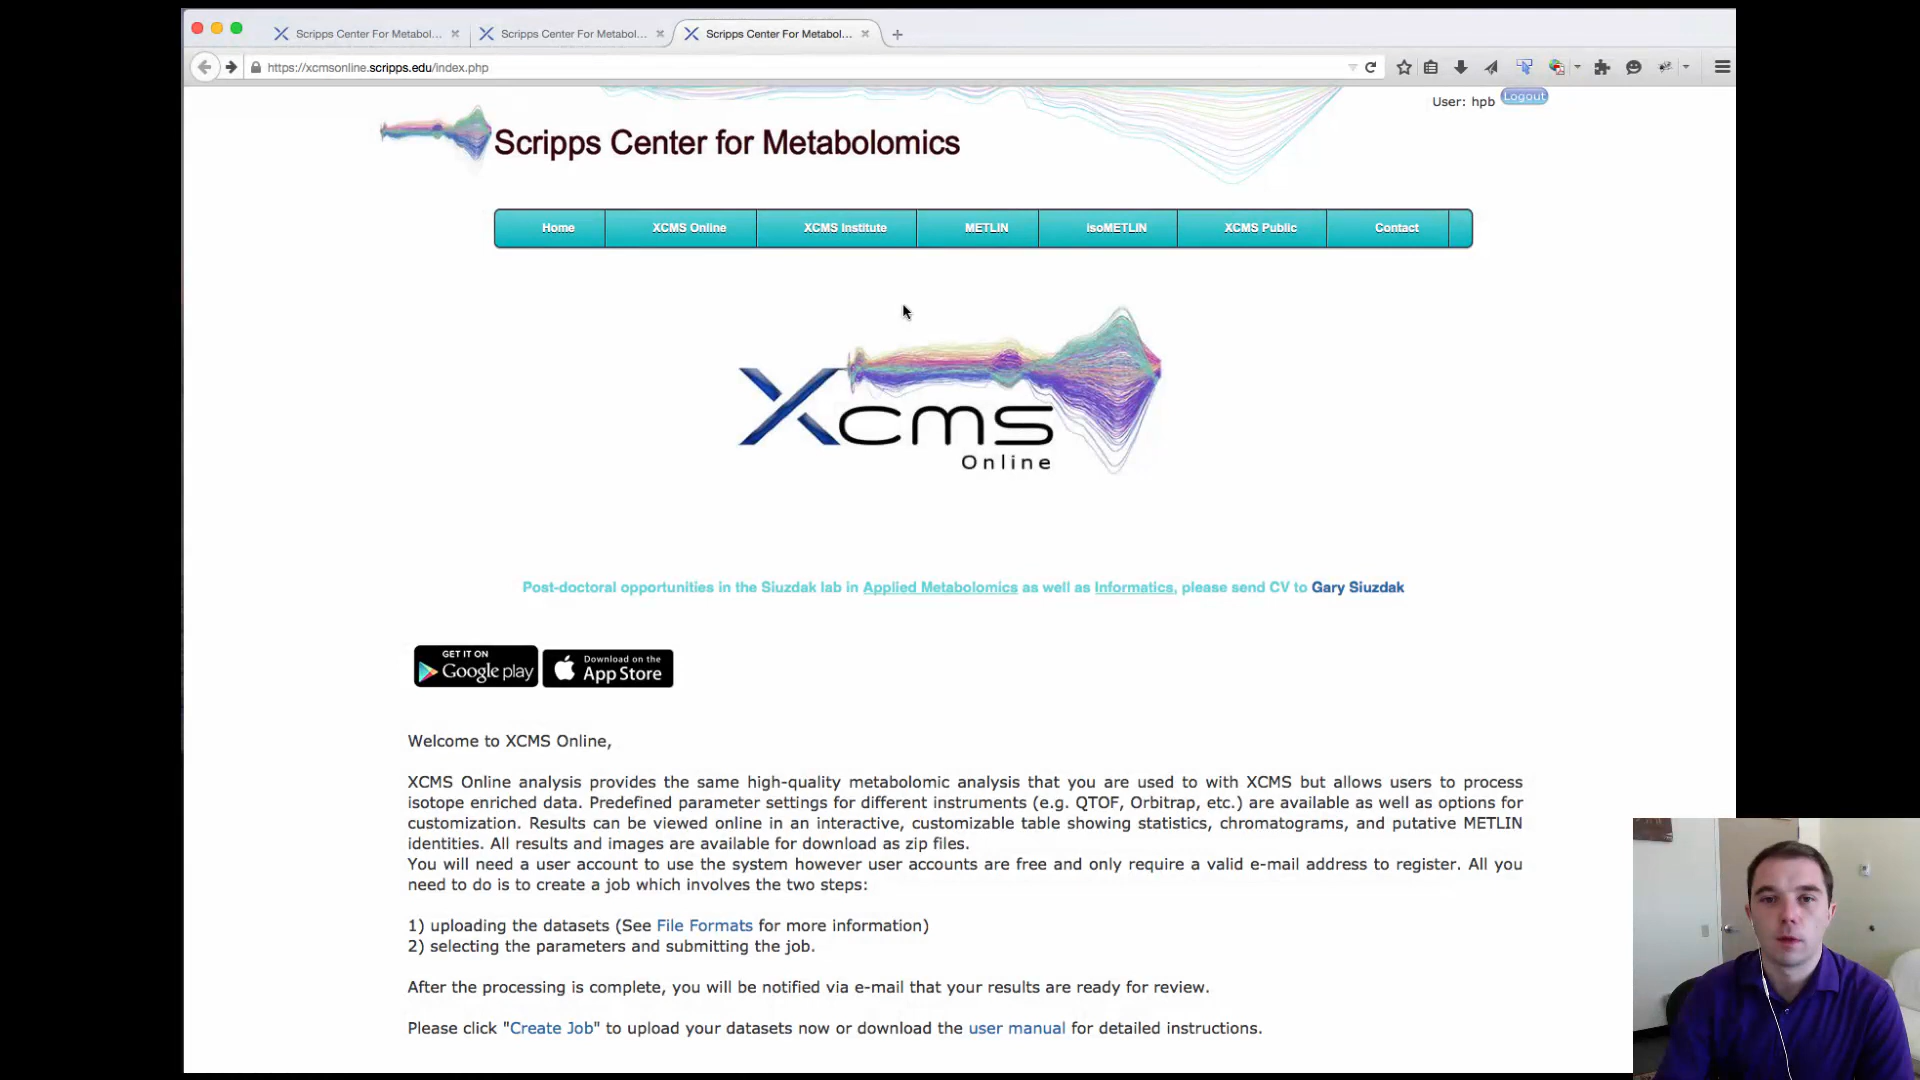 Scripps Center For Metabol...
Scripps Center For Metabol...
Scripps Center For Metabol...
https://xcmsonline.scripps.edu/index.php
User: hpb Logout
Scripps Center for Metabolomics
Home XCMS Online XCMS Institute METLIN isoMETLIN XCMS Public Contact
Xcms
Online
Post-doctoral opportunities in the Siuzdak lab in Applied Metabolomics as well as Informatics, please send CV to Gary Siuzdak
GET IT ON
Google play
Download on the
App Store
Welcome to XCMS Online,
XCMS Online analysis provides the same high-quality metabolomic analysis that you are used to with XCMS but allows users to process
isotope enriched data. Predefined parameter settings for different instruments (e.g. QTOF, Orbitrap, etc.) are available as well as options for
customization. Results can be viewed online in an interactive, customizable table showing statistics, chromatograms, and putative METLIN
identities. All results and images are available for download as zip files.
You will need a user account to use the system however user accounts are free and only require a valid e-mail address to register. All you
need to do is to create a job which involves the two steps:
1) uploading the datasets (See File Formats for more information)
2) selecting the parameters and submitting the job.
After the processing is complete, you will be notified via e-mail that your results are ready for review.
Please click "Create Job" to upload your datasets now or download the user manual for detailed instructions.